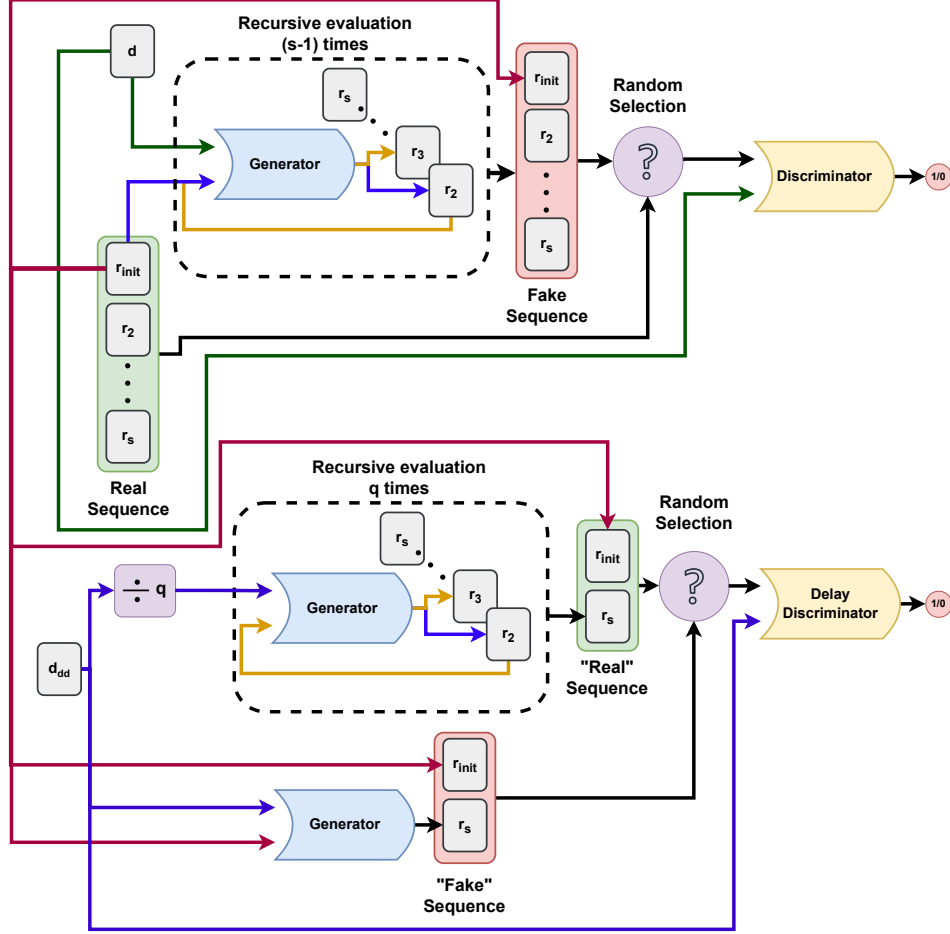 Recursive evaluation
(s-1) times
d
r_s
r_3
r_2
Generator
r_init
r_2
r_s
Fake
Sequence
Random
Selection
?
Discriminator
1/0
r_init
r_2
r_s
Real
Sequence
Recursive evaluation
q times
r_s
r_3
r_2
Generator
÷ q
d_dd
r_init
r_s
"Real"
Sequence
Random
Selection
?
Delay
Discriminator
1/0
Generator
r_init
r_s
"Fake"
Sequence